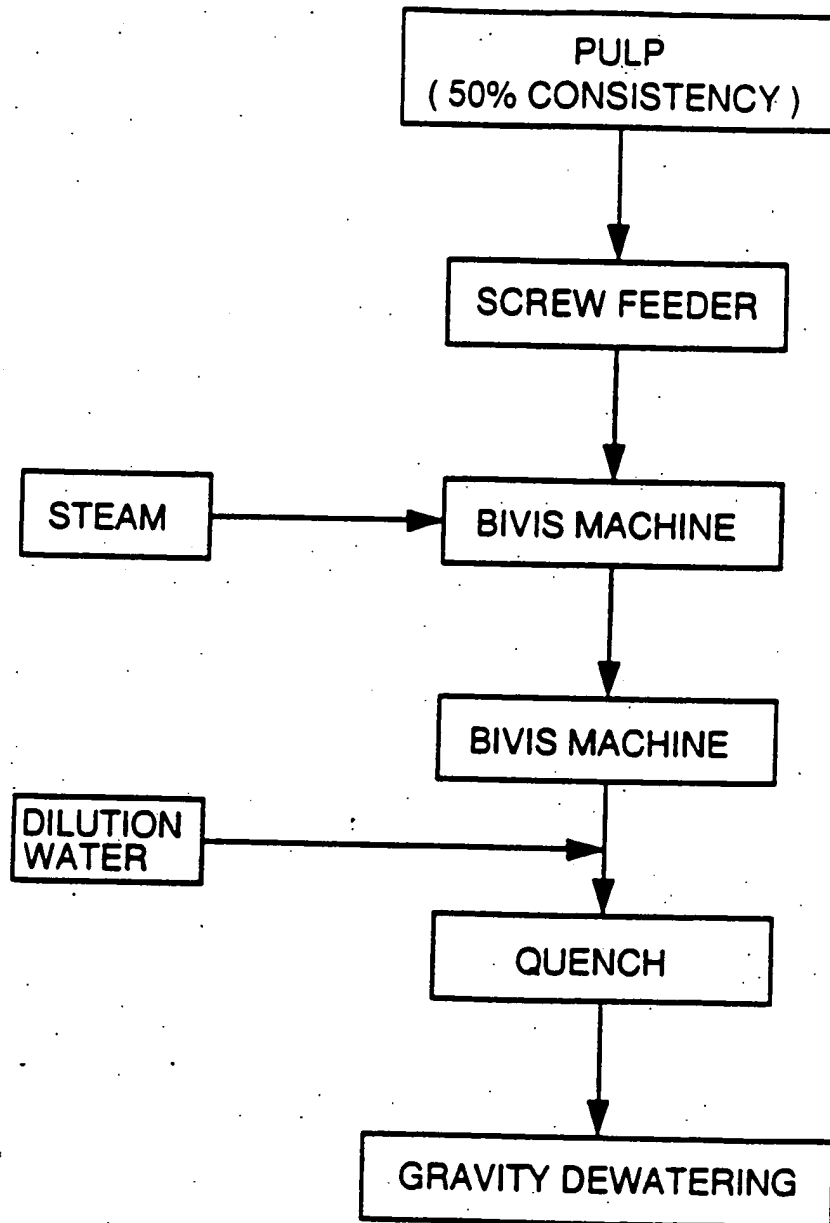 PULP
( 50% CONSISTENCY )
SCREW FEEDER
STEAM
BIVIS MACHINE
BIVIS MACHINE
DILUTION
WATER
QUENCH
GRAVITY DEWATERING